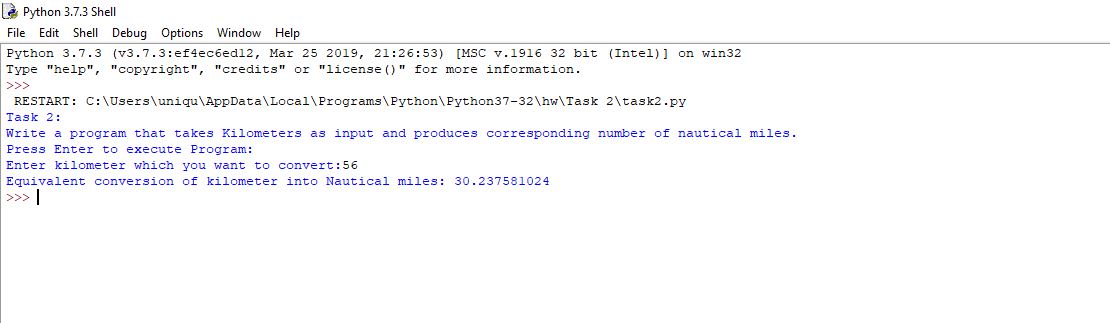 Python 3.7.3 Shell
File Edit Shell Debug Options Window Help
Python 3.7.3 (v3.7.3:ef4ec6ed12, Mar 25 2019, 21:26:53) [MSC v.1916 32 bit (Intel)] on win32
Type "help", "copyright", "credits" or "license()" for more information.
>>>
RESTART: C:\Users\uniqu\AppData\Local\Programs\Python\Python37-32\hw\Task 2\task2.py
Task 2:
Write a program that takes Kilometers as input and produces corresponding number of nautical miles.
Press Enter to execute Program:
Enter kilometer which you want to convert:56
Equivalent conversion of kilometer into Nautical miles: 30.237581024
>>>